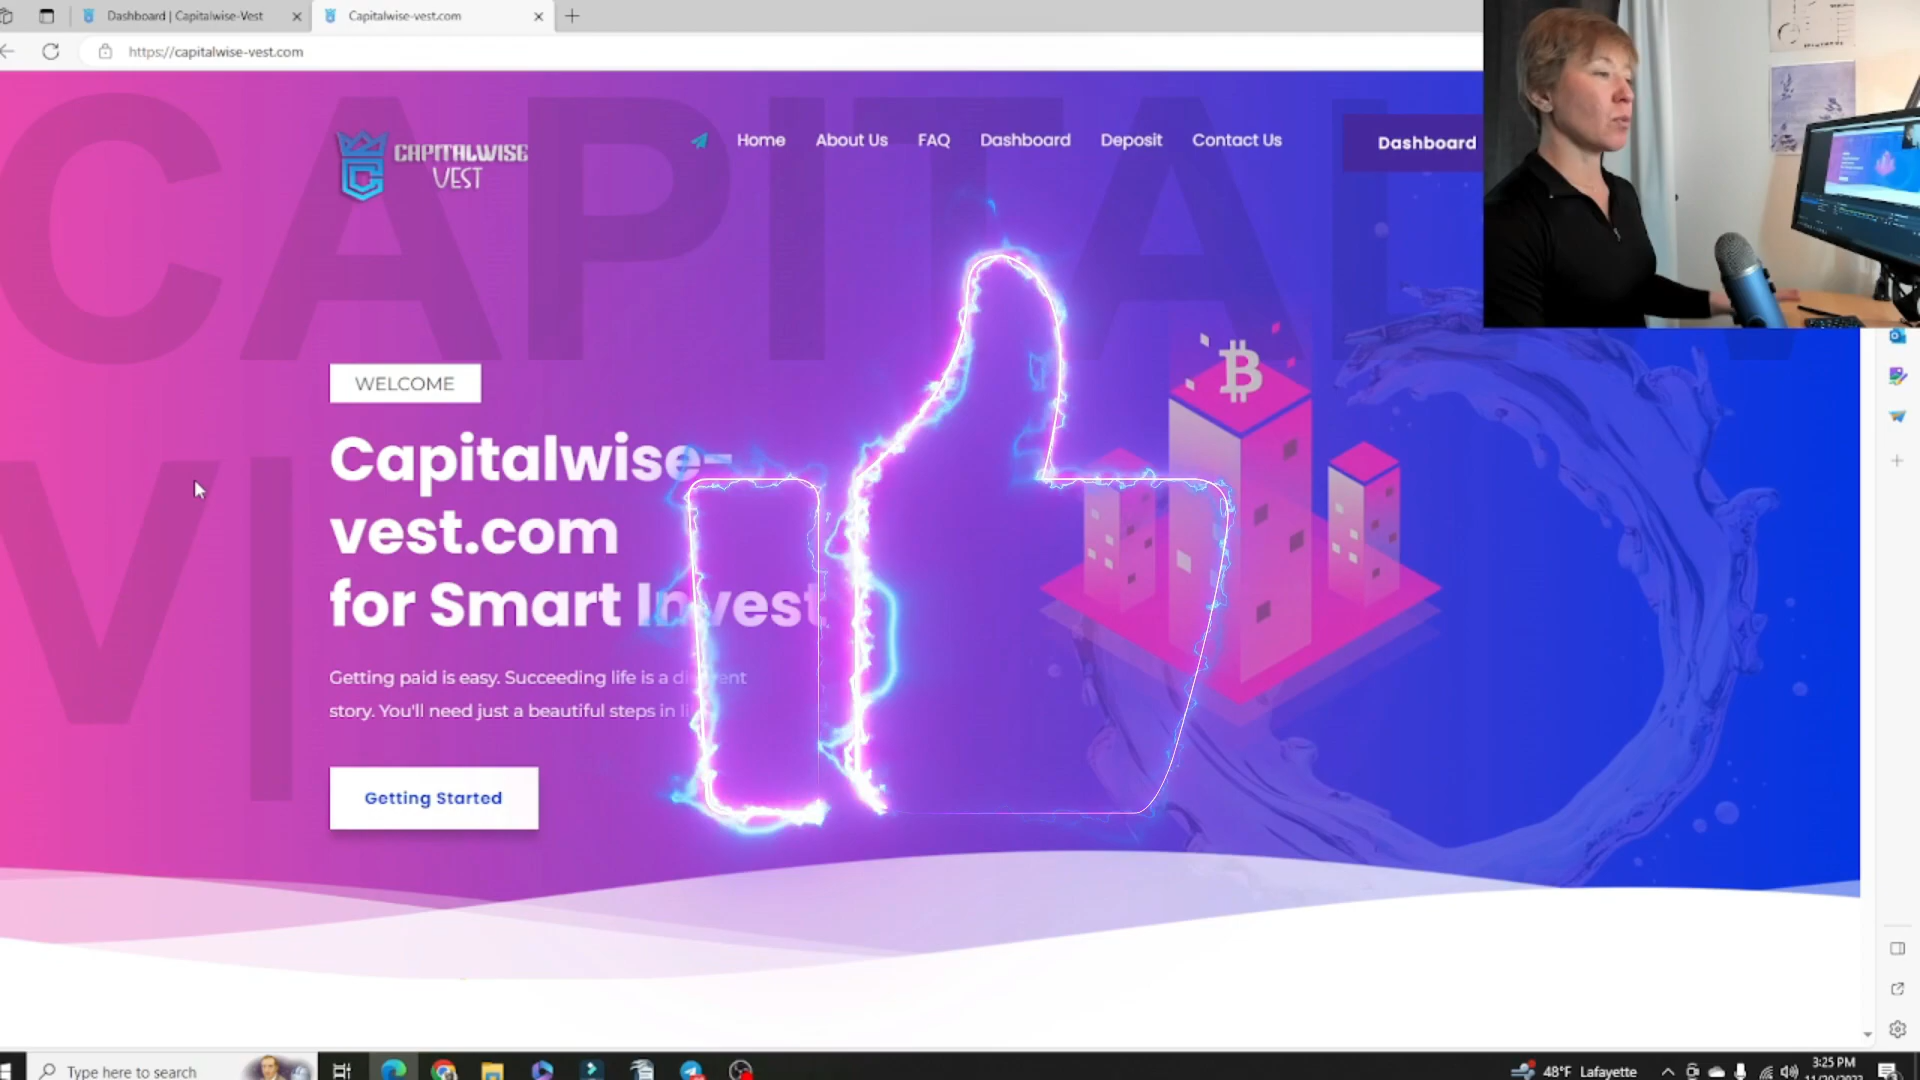 Dashboard | Capitalwise-Vest
Capitalwise-vest.com
https://capitalwise-vest.com
CAPITAL
VI
CAPITALWISE
VEST
Home
About Us
FAQ
Dashboard
Deposit
Contact Us
Dashboard
WELCOME
Capitalwise-
vest.com
for Smart Invest
Getting paid is easy. Succeeding life is a different
story. You'll need just a beautiful steps in
Getting Started
Type here to search
48°F Lafayette
3:25 PM